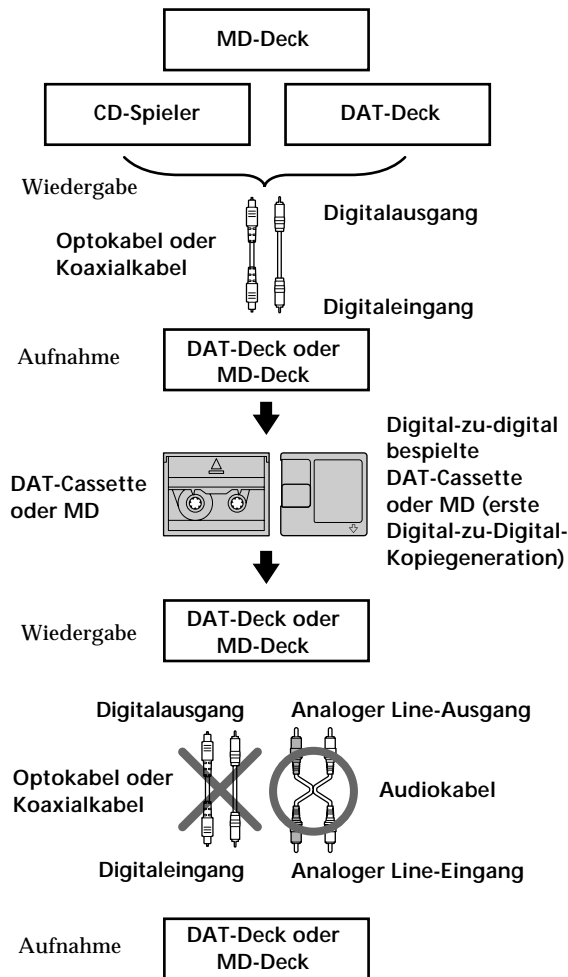 MD-Deck
CD-Spieler
DAT-Deck
Wiedergabe
Digitalausgang
Optokabel oder
Koaxialkabel
Digitaleingang
Aufnahme
DAT-Deck oder
MD-Deck
DAT-Cassette
oder MD
Digital-zu-digital
bespielte
DAT-Cassette
oder MD (erste
Digital-zu-Digital-
Kopiegeneration)
Wiedergabe
DAT-Deck oder
MD-Deck
Digitalausgang
Analoger Line-Ausgang
Optokabel oder
Koaxialkabel
Audiokabel
Digitaleingang
Analoger Line-Eingang
Aufnahme
DAT-Deck oder
MD-Deck